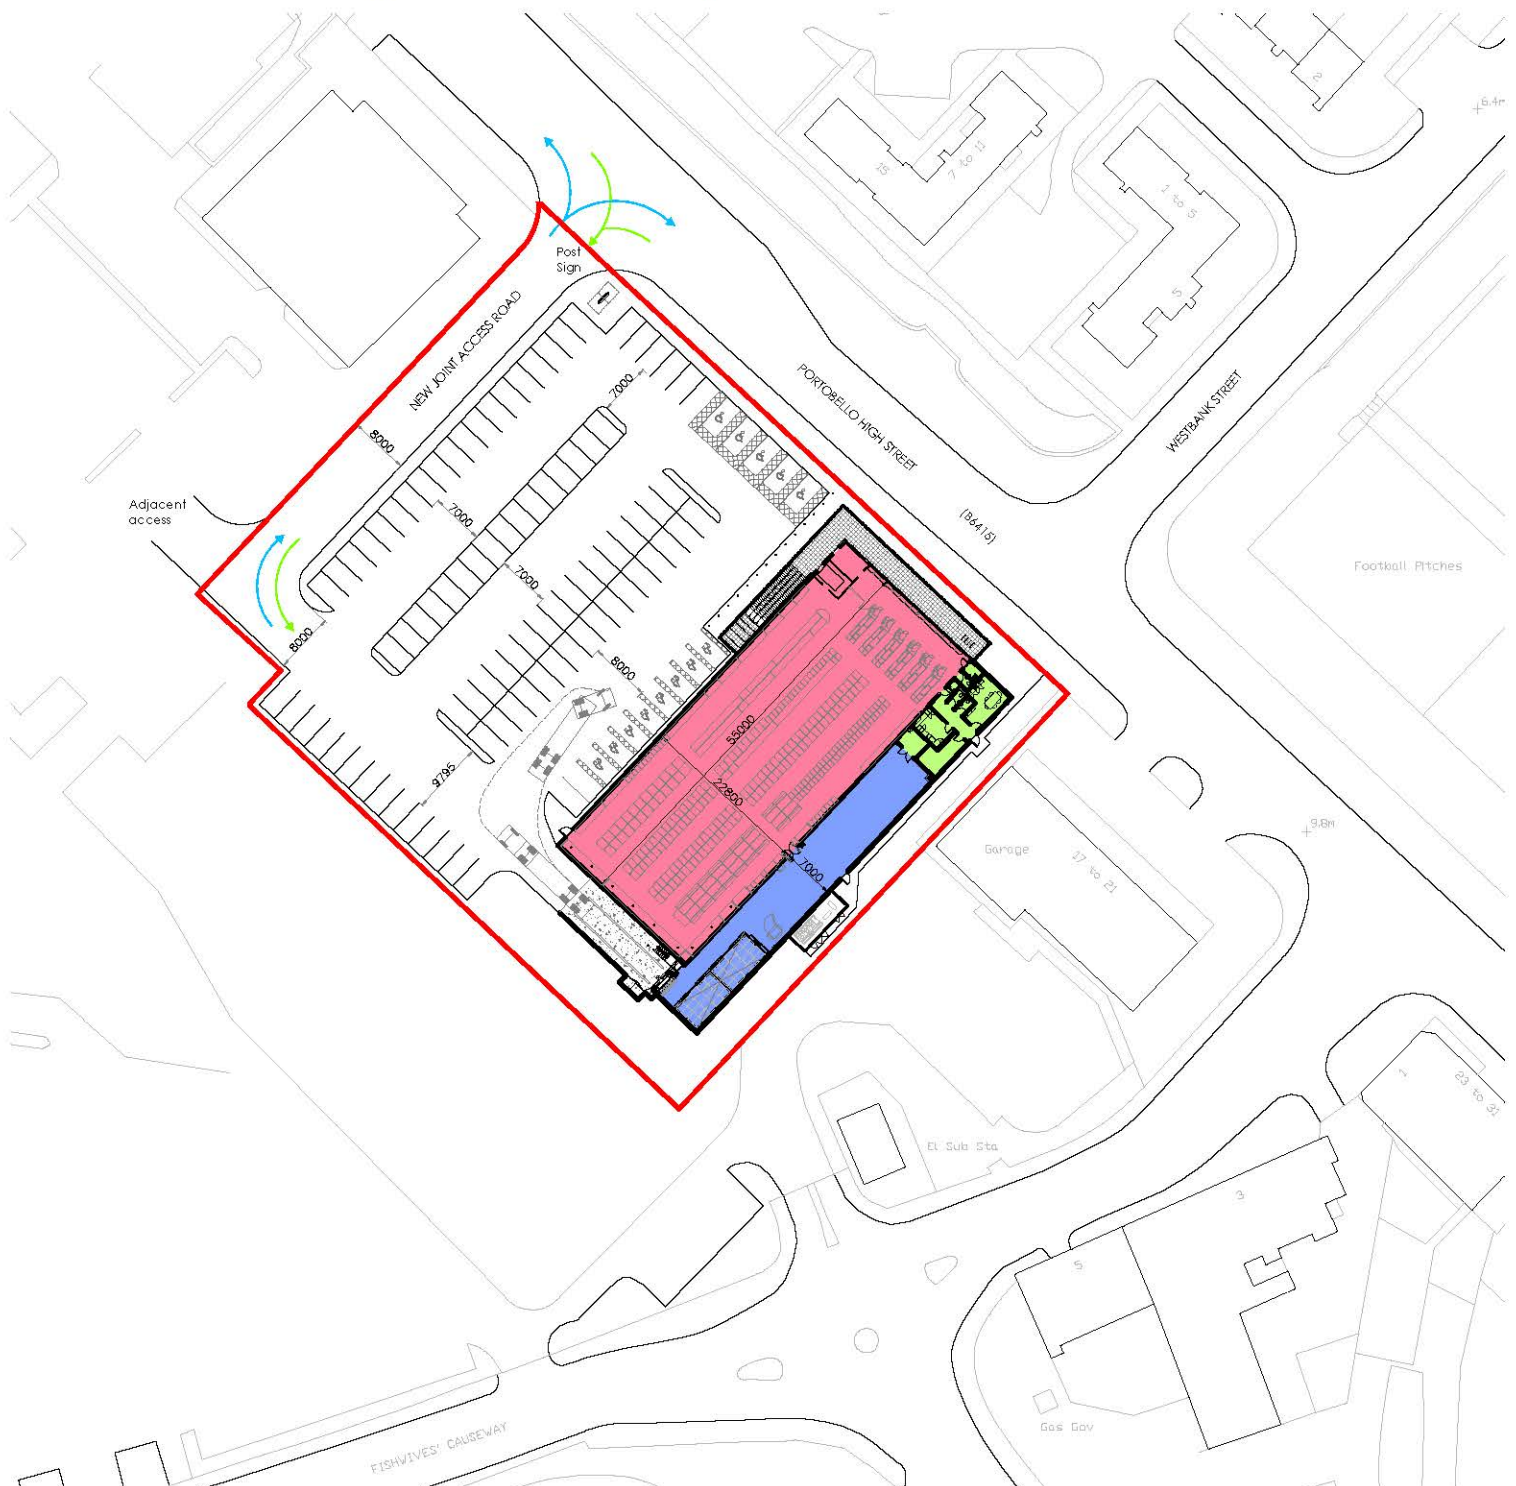 2
6.4m
15
7 to 11
1 to 5
5
Post
Sign
NEW JOINT ACCESS ROAD
7000
8000
PORTOBELLO HIGH STREET
WESTBANK STREET
Adjacent
access
7000
(B6415)
7000
Football Pitches
8000
8000
55000
9795
22800
9.8m
Garage
17 to 21
7000
1
23 to 31
El Sub Sta
3
5
Gas Gov
FISHWIVES' CAUSEWAY